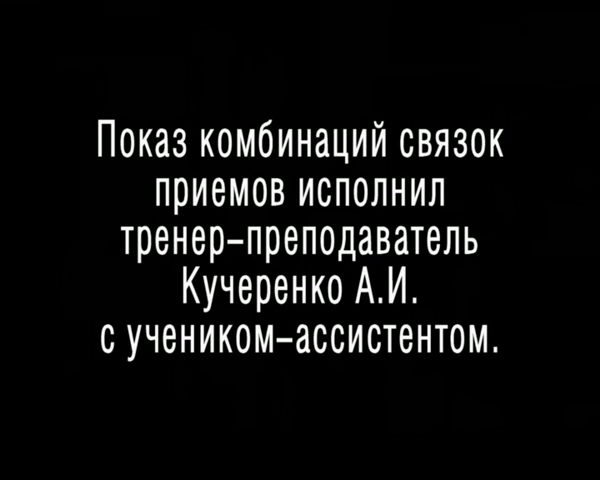 Показ комбинаций связок
приемов исполнил
тренер–преподаватель
Кучеренко А.И.
с учеником–ассистентом.